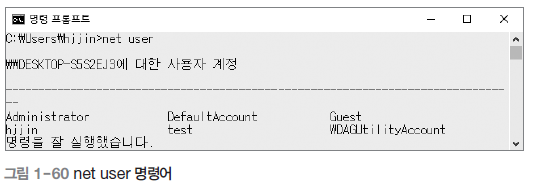 명령 프롬프트
C:₩Users₩hjjin>net user
₩₩DESKTOP-S5S2EJ3에 대한 사용자 계정
-------------------------------------------------------------------------------
Administrator DefaultAccount Guest
hjjin test WDAGUtilityAccount
명령을 잘 실행했습니다.
그림 1-60 net user 명령어